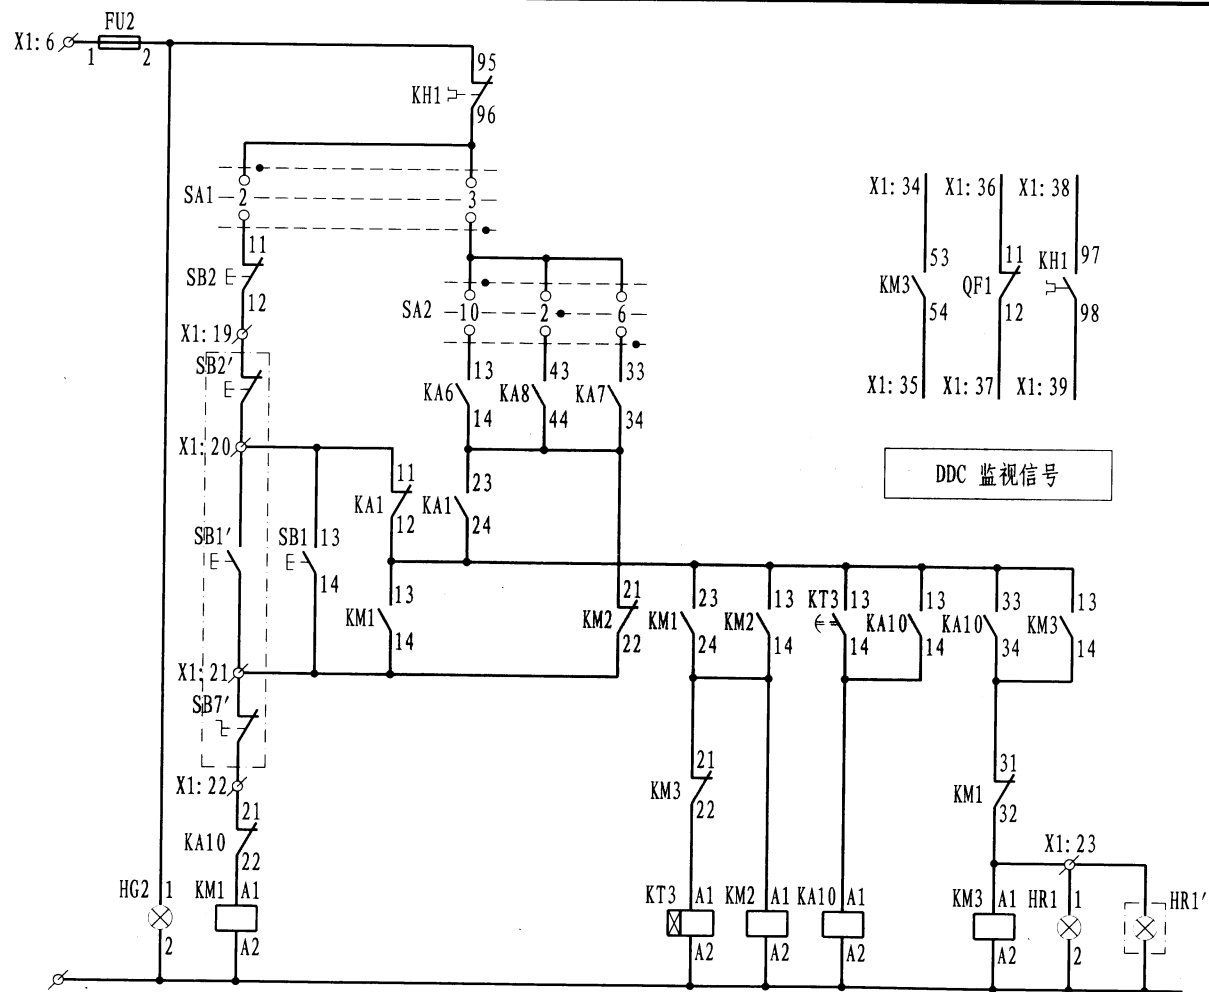 FU2
X1:6
1 2
95
KH1
96
SA1 2 3
11
SB2
12
SA2 10 2 6
X1:19
SB2'
13 43 33
KA6 KA8 KA7
14 44 34
X1:20
11 23
KA1 KA1
12 24
SB1' SB1 13
14
13 21 23 13 KT3 13 13 33 13
KM1 KM2 KM1 KM2 KA10 KA10 KM3
14 22 24 14 14 14 34 14
X1:21
SB7'
21 31
KM3 KM1
22 32
X1:22
21
KA10
22
X1:23
HG2 1 KM1 A1 KT3 A1 KM2 A1 KA10 A1 KM3 A1 HR1 1 HR1'
2 A2 A2 A2 A2 A2 2
X1:34 X1:36 X1:38
53 11 KH1 97
KM3 QF1
54 12 98
X1:35 X1:37 X1:39
DDC 监视信号